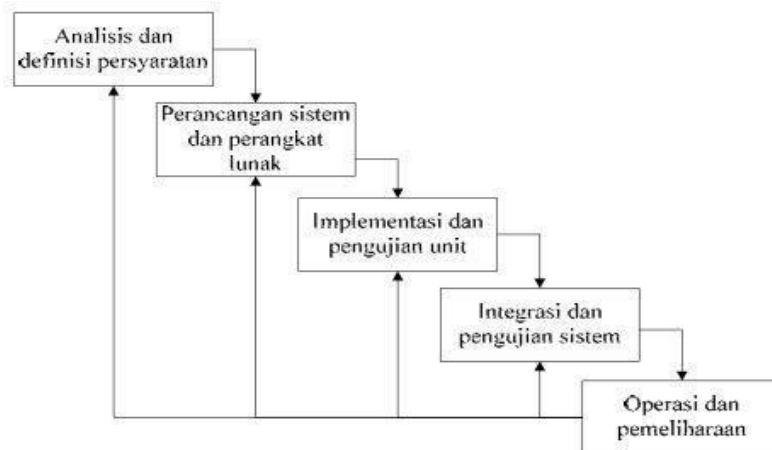 Analisis dan
definisi persyaratan
Perancangan sistem
dan perangkat
lunak
Implementasi dan
pengujian unit
Integrasi dan
pengujian sistem
Operasi dan
pemeliharaan